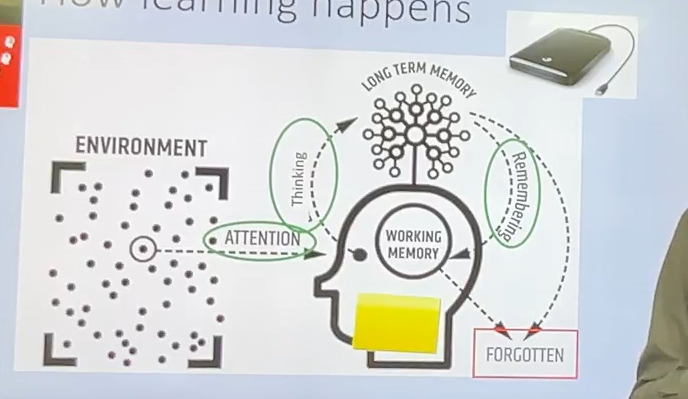 How learning happens
LONG TERM MEMORY
ENVIRONMENT
Thinking
Remembering
ATTENTION
WORKING
MEMORY
FORGOTTEN